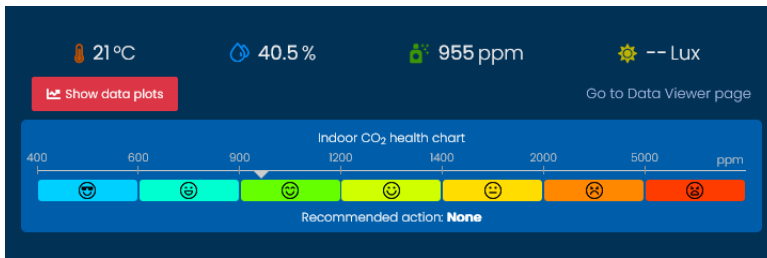 21 °C 40.5 % 955 ppm -- Lux
Show data plots Go to Data Viewer page
Indoor CO₂ health chart
400 600 900 1200 1400 2000 5000 ppm
Recommended action: None